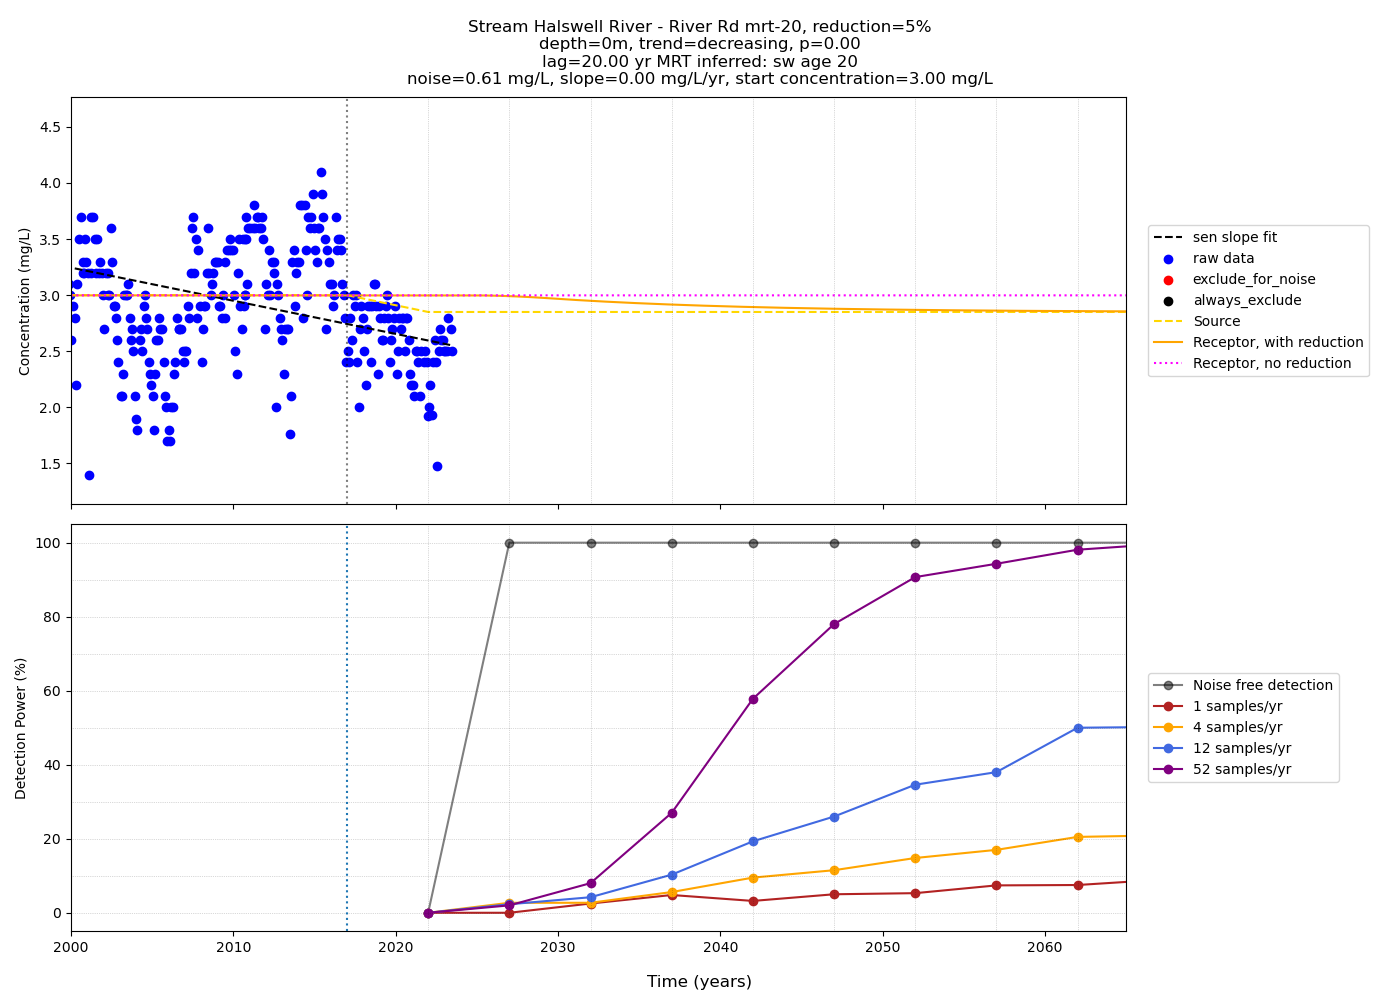 Stream Halswell River - River Rd mrt-20, reduction=5%
depth=0m, trend=decreasing, p=0.00
lag=20.00 yr MRT inferred: sw age 20
noise=0.61 mg/L, slope=0.00 mg/L/yr, start concentration=3.00 mg/L
Concentration (mg/L)
4.5
4.0
3.5
3.0
2.5
2.0
1.5
sen slope fit
raw data
exclude_for_noise
always_exclude
Source
Receptor, with reduction
Receptor, no reduction
Detection Power (%)
100
80
60
40
20
0
2000 2010 2020 2030 2040 2050 2060
Time (years)
Noise free detection
1 samples/yr
4 samples/yr
12 samples/yr
52 samples/yr